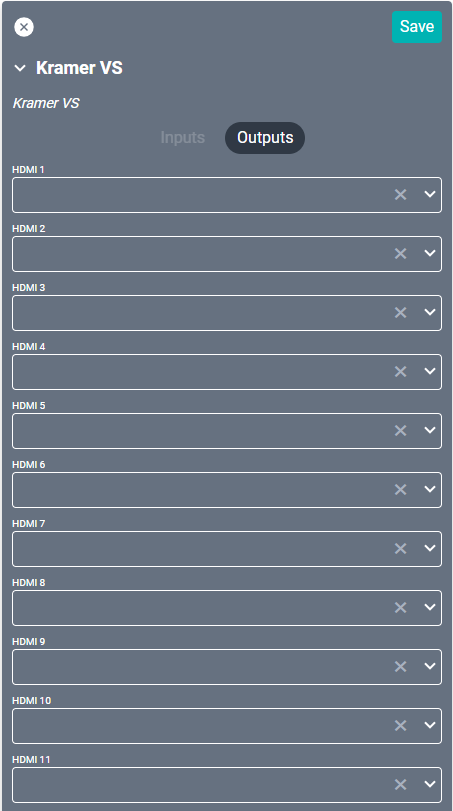 Save
Kramer VS
Kramer VS
Inputs Outputs
HDMI 1
HDMI 2
HDMI 3
HDMI 4
HDMI 5
HDMI 6
HDMI 7
HDMI 8
HDMI 9
HDMI 10
HDMI 11